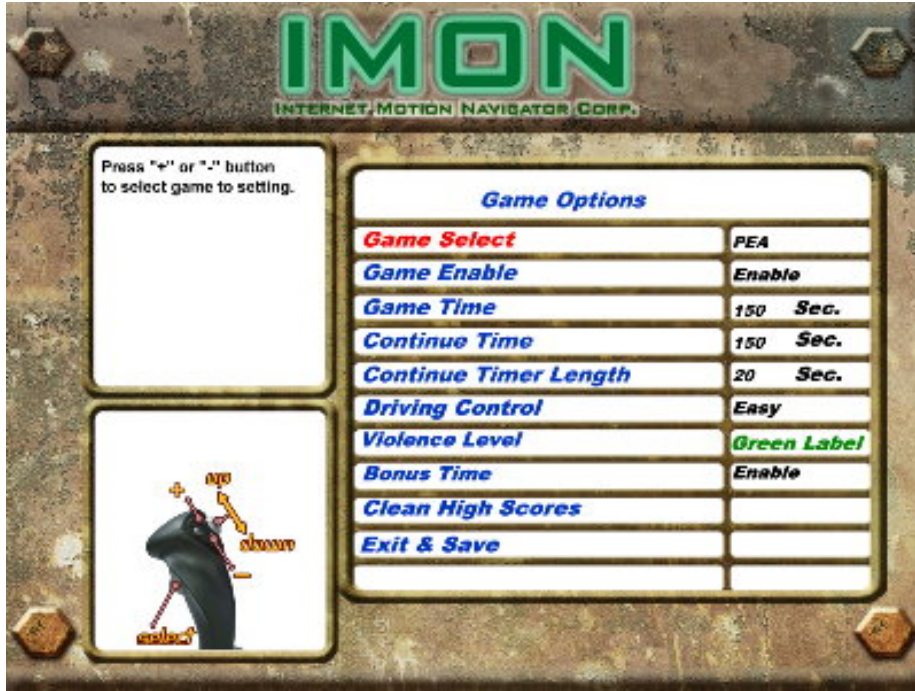 IMON
INTERNET MOTION NAVIGATOR CORP.
Press "+" or "-" button
to select game to setting.
Game Options
Game Select PEA
Game Enable Enable
Game Time 150 Sec.
Continue Time 150 Sec.
Continue Timer Length 20 Sec.
Driving Control Easy
Violence Level Green Label
Bonus Time Enable
Clean High Scores
Exit & Save
+ up
down
-
select